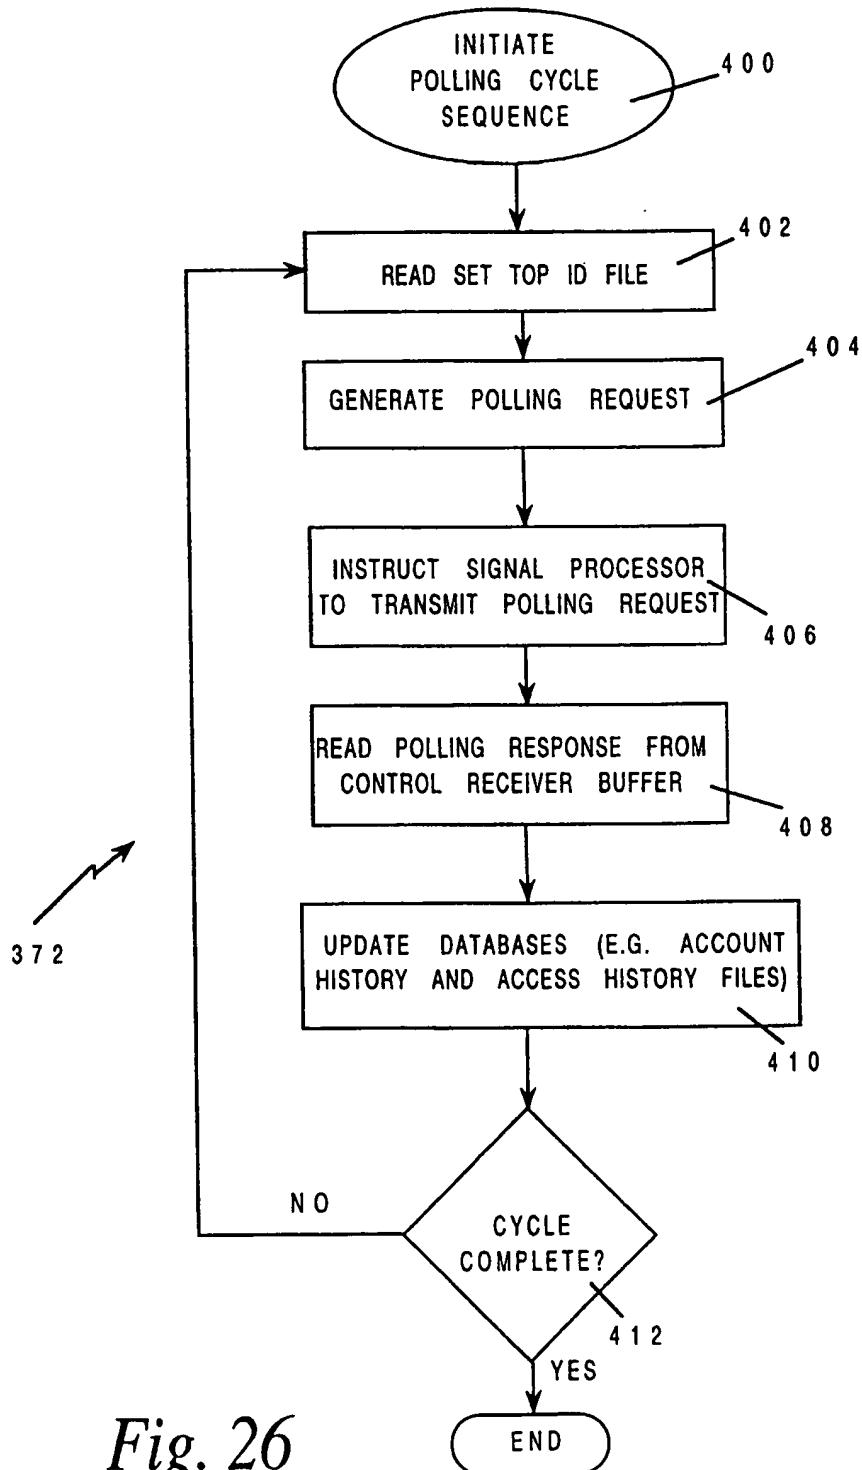 INITIATE
POLLING CYCLE
SEQUENCE
400
402
READ SET TOP ID FILE
404
GENERATE POLLING REQUEST
INSTRUCT SIGNAL PROCESSOR
TO TRANSMIT POLLING REQUEST
406
READ POLLING RESPONSE FROM
CONTROL RECEIVER BUFFER
408
372
UPDATE DATABASES (E.G. ACCOUNT
HISTORY AND ACCESS HISTORY FILES)
410
NO
CYCLE
COMPLETE?
412
YES
END
Fig. 26